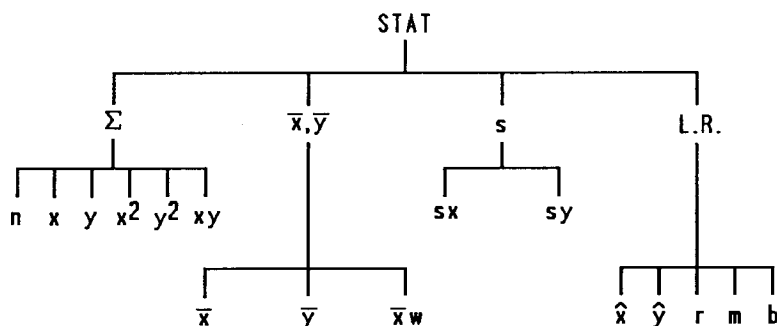 STAT
Σ x̅,y̅ s L.R.
n x y x² y² xy sx sy
x̅ y̅ x̅w x̂ ŷ r m b